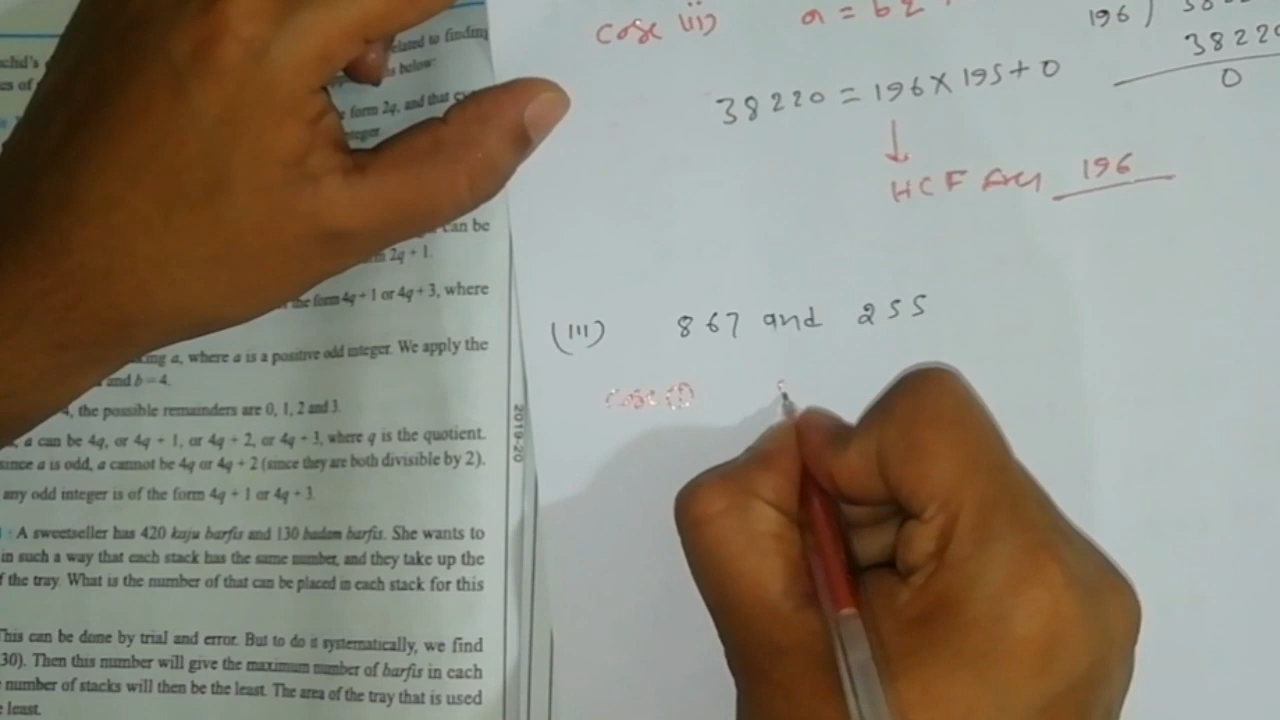 chd's
elated to finding
es of
below
form 2q, and that
nteger
can be
2q + 1.
the form 4q + 1 or 4q + 3, where
ing a, where a is a positive odd integer. We apply the
and b = 4.
4, the possible remainders are 0, 1, 2 and 3.
a can be 4q, or 4q + 1, or 4q + 2, or 4q + 3, where q is the quotient.
since a is odd, a cannot be 4q or 4q + 2 (since they are both divisible by 2).
any odd integer is of the form 4q + 1 or 4q + 3.
: A sweetseller has 420 kaju barfis and 130 badam barfis. She wants to
in such a way that each stack has the same number, and they take up the
f the tray. What is the number of that can be placed in each stack for this
This can be done by trial and error. But to do it systematically, we find
30). Then this number will give the maximum number of barfis in each
number of stacks will then be the least. The area of the tray that is used
e least.
2019-20
Case (ii) a = b q
196 )
38220
0
38220 = 196 × 195 + 0
↓
HCF 196
(III) 867 and 255
Case (I)